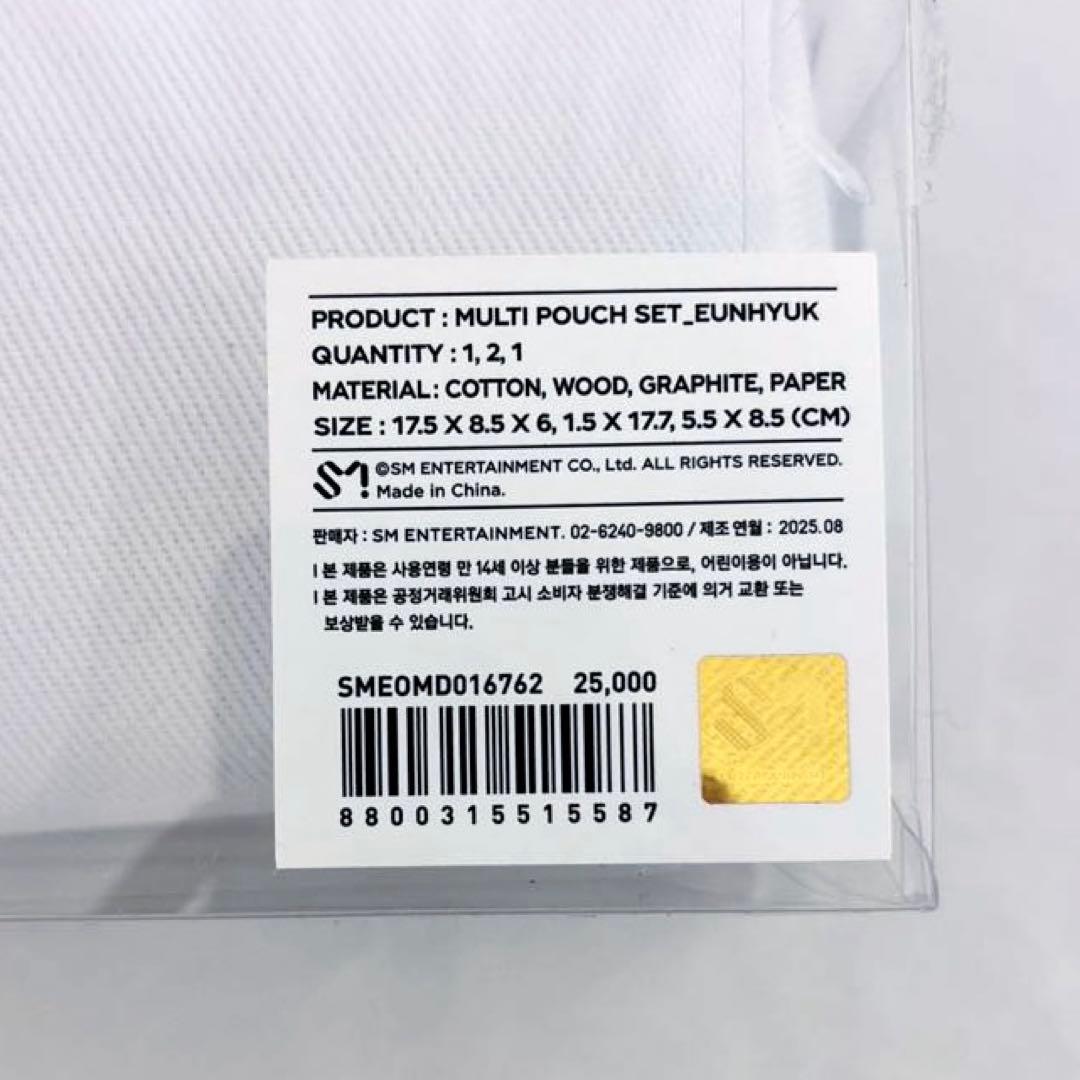 PRODUCT : MULTI POUCH SET_EUNHYUK
QUANTITY : 1, 2, 1
MATERIAL : COTTON, WOOD, GRAPHITE, PAPER
SIZE : 17.5 X 8.5 X 6, 1.5 X 17.7, 5.5 X 8.5 (CM)
SM ©SM ENTERTAINMENT CO., Ltd. ALL RIGHTS RESERVED.
Made in China.
판매자 : SM ENTERTAINMENT. 02-6240-9800 / 제조 연월 : 2025.08
l 본 제품은 사용연령 만 14세 이상 분들을 위한 제품으로, 어린이용이 아닙니다.
l 본 제품은 공정거래위원회 고시 소비자 분쟁해결 기준에 의거 교환 또는
보상받을 수 있습니다.
SMEOMD016762 25,000
8800315515587